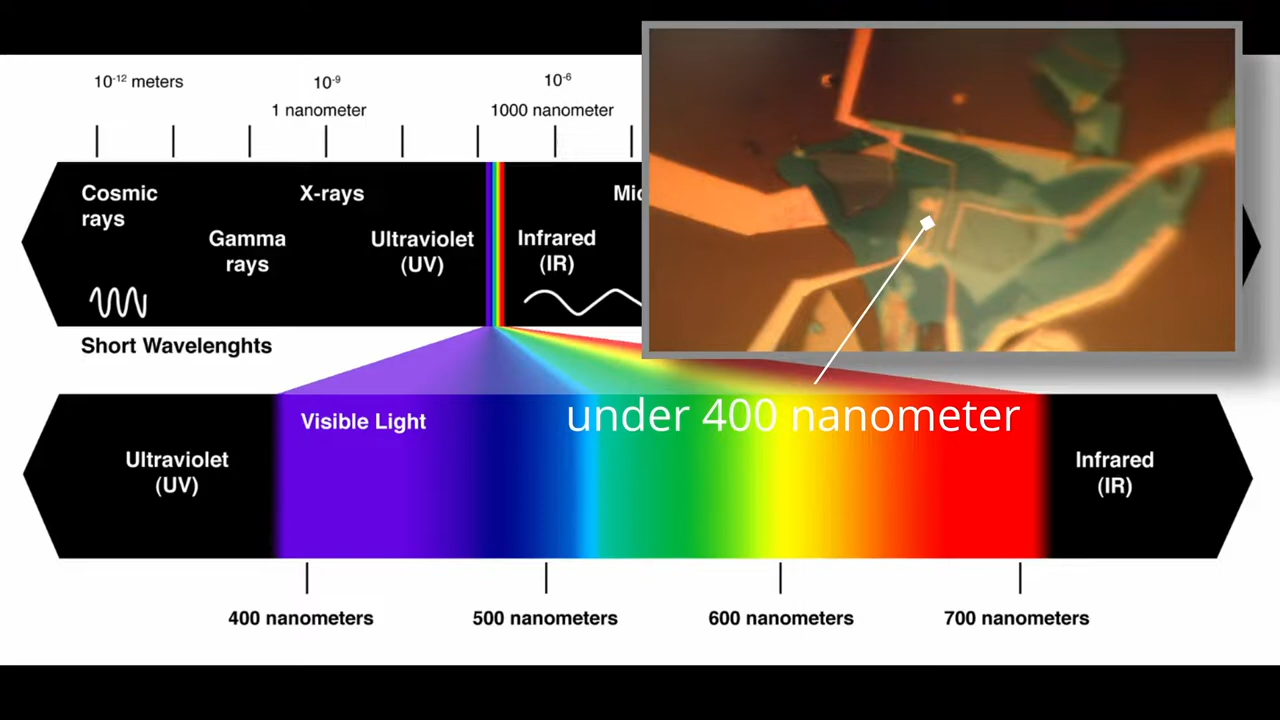 10⁻¹² meters
10⁻⁹
10⁻⁶
1 nanometer
1000 nanometer
Cosmic
rays
X-rays
Gamma
rays
Ultraviolet
(UV)
Infrared
(IR)
Short Wavelenghts
under 400 nanometer
Visible Light
Ultraviolet
(UV)
Infrared
(IR)
400 nanometers
500 nanometers
600 nanometers
700 nanometers